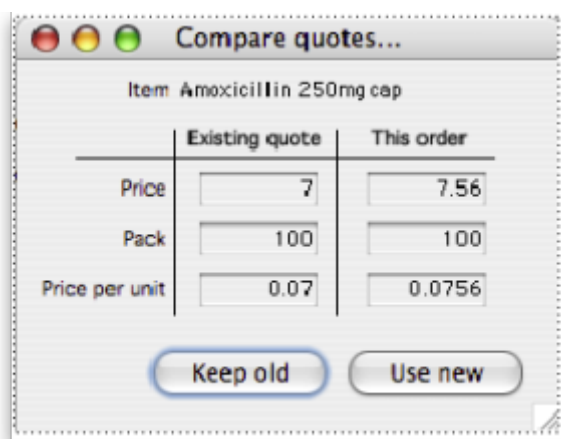 Compare quotes...
Item Amoxicillin 250mg cap
Existing quote This order
Price 7 7.56
Pack 100 100
Price per unit 0.07 0.0756
Keep old Use new